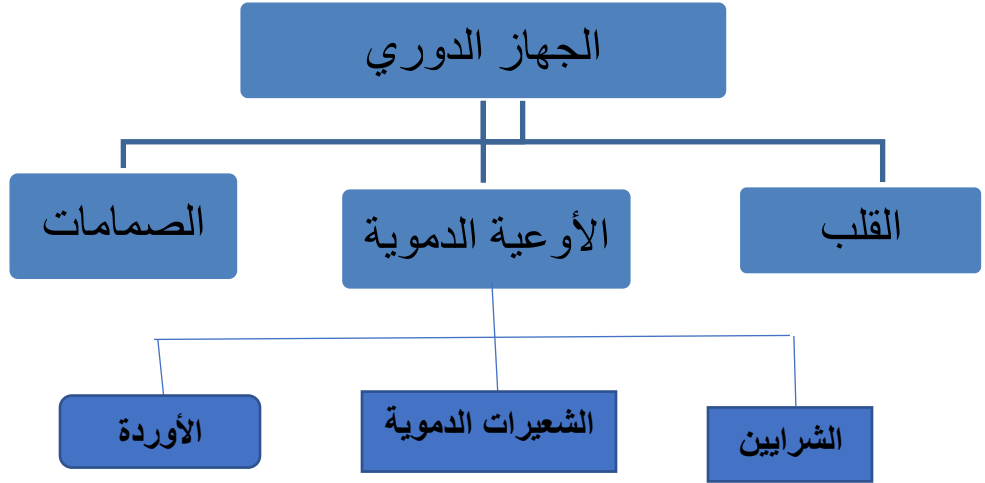 الجهاز الدوري
القلب
الأوعية الدموية
الصمامات
الشرايين
الشعيرات الدموية
الأوردة